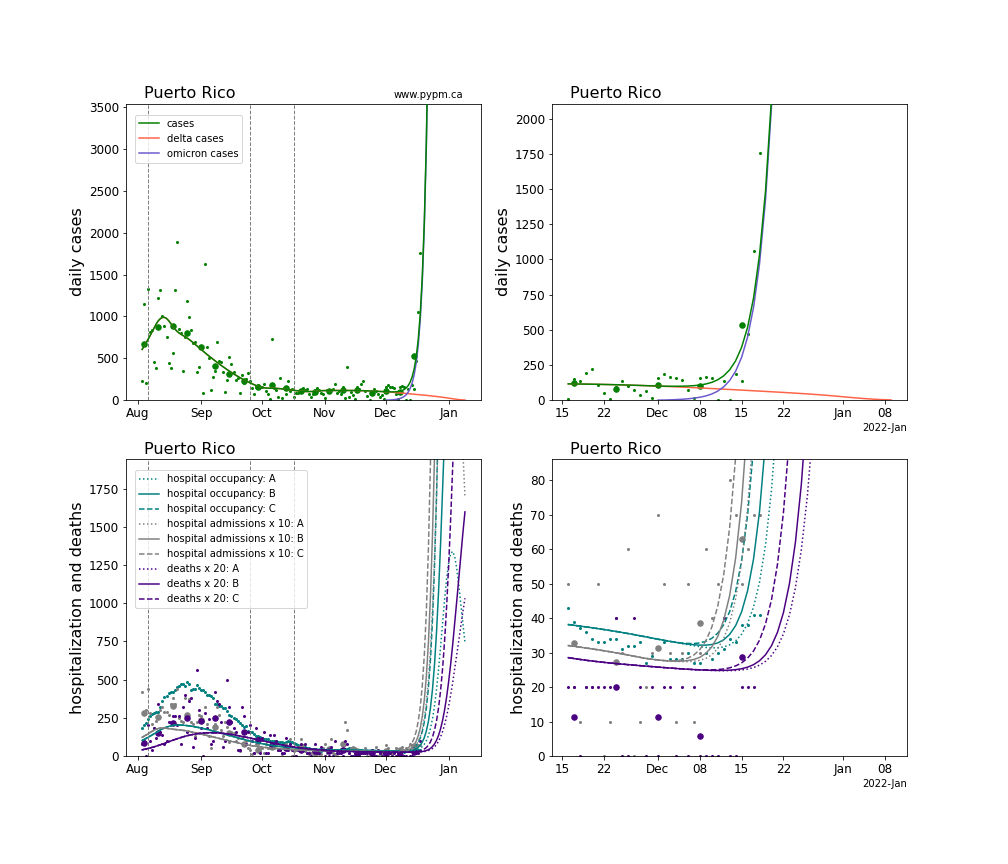 Puerto Rico
www.pypm.ca
daily cases
3500
3000
2500
2000
1500
1000
500
0
cases
delta cases
omicron cases
Aug Sep Oct Nov Dec Jan
Puerto Rico
daily cases
2000
1750
1500
1250
1000
750
500
250
0
15 22 Dec 08 15 22 Jan 08
2022-Jan
Puerto Rico
hospitalization and deaths
1750
1500
1250
1000
750
500
250
0
hospital occupancy: A
hospital occupancy: B
hospital occupancy: C
hospital admissions x 10: A
hospital admissions x 10: B
hospital admissions x 10: C
deaths x 20: A
deaths x 20: B
deaths x 20: C
Aug Sep Oct Nov Dec Jan
Puerto Rico
hospitalization and deaths
80
70
60
50
40
30
20
10
0
15 22 Dec 08 15 22 Jan 08
2022-Jan